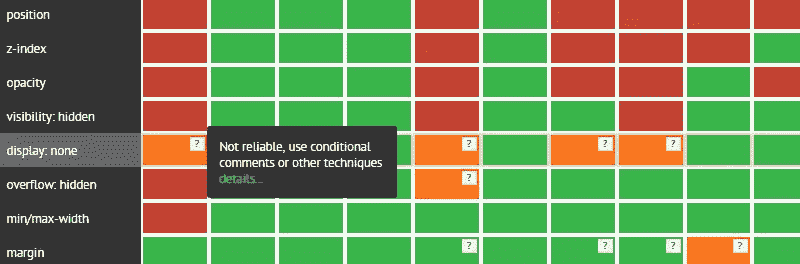 position
z-index
opacity
visibility: hidden
display: none
?
Not reliable, use conditional
comments or other techniques
details...
?
?
?
overflow: hidden
?
min/max-width
margin
?
?
?
?